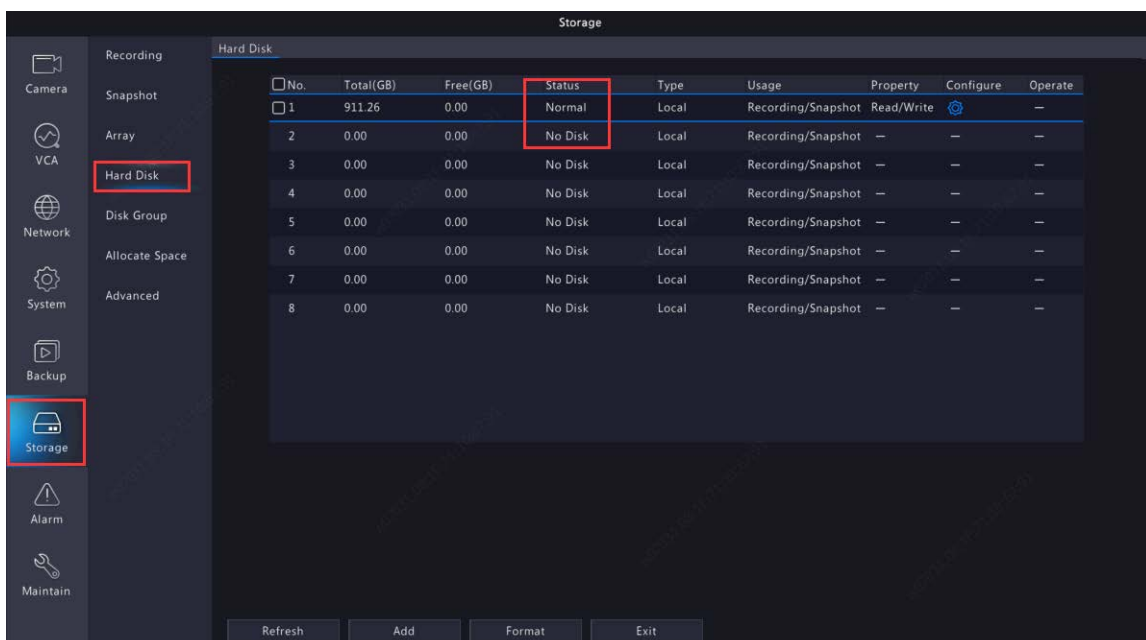 Storage
Camera
VCA
Network
System
Backup
Storage
Alarm
Maintain
Recording
Snapshot
Array
Hard Disk
Disk Group
Allocate Space
Advanced
Hard Disk
No. Total(GB) Free(GB) Status Type Usage Property Configure Operate
1 911.26 0.00 Normal Local Recording/Snapshot Read/Write —
2 0.00 0.00 No Disk Local Recording/Snapshot — — —
3 0.00 0.00 No Disk Local Recording/Snapshot — — —
4 0.00 0.00 No Disk Local Recording/Snapshot — — —
5 0.00 0.00 No Disk Local Recording/Snapshot — — —
6 0.00 0.00 No Disk Local Recording/Snapshot — — —
7 0.00 0.00 No Disk Local Recording/Snapshot — — —
8 0.00 0.00 No Disk Local Recording/Snapshot — — —
Refresh Add Format Exit